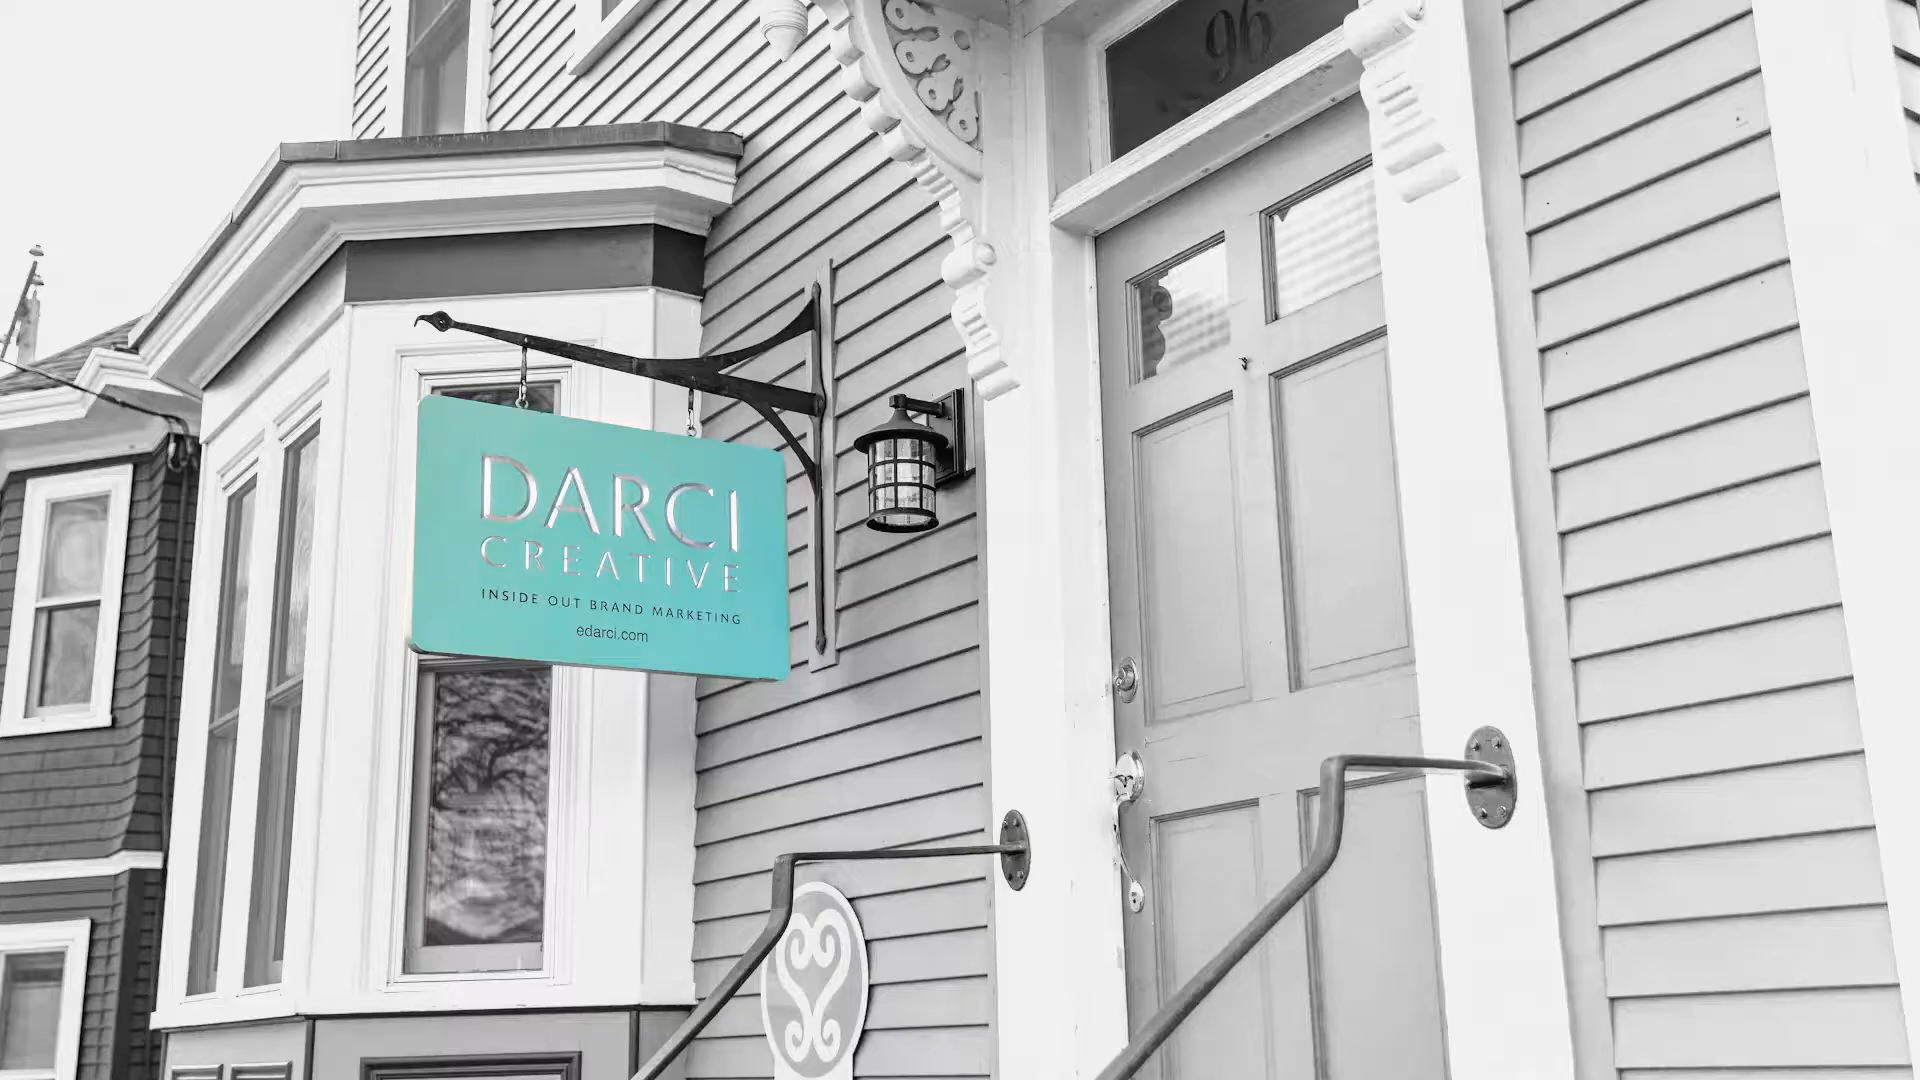 96
DARCI
CREATIVE
INSIDE OUT BRAND MARKETING
edarci.com